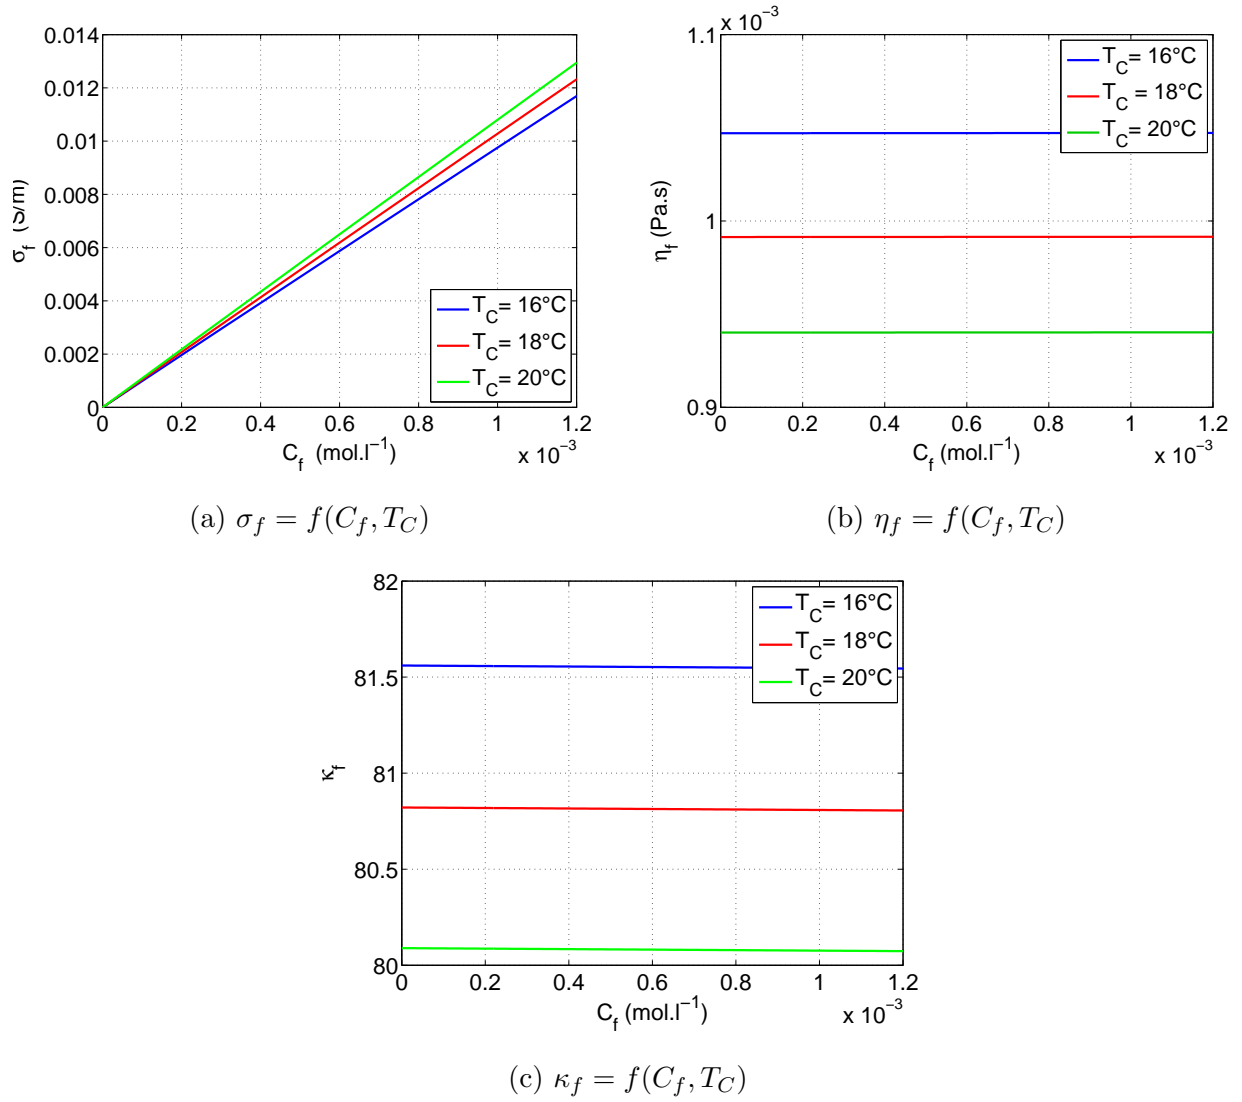 0.014
0.012
0.01
0.008
0.006
0.004
0.002
0
σf (S/m)
TC= 16°C
TC= 18°C
TC= 20°C
0 0.2 0.4 0.6 0.8 1 1.2
Cf (mol.l−1) x 10−3
(a) σf = f(Cf, TC)
x 10−3
1.1
1
0.9
ηf (Pa.s)
TC= 16°C
TC = 18°C
TC= 20°C
0 0.2 0.4 0.6 0.8 1 1.2
Cf (mol.l−1) x 10−3
(b) ηf = f(Cf, TC)
82
81.5
81
80.5
80
κf
TC= 16°C
TC= 18°C
TC= 20°C
0 0.2 0.4 0.6 0.8 1 1.2
Cf (mol.l−1) x 10−3
(c) κf = f(Cf, TC)